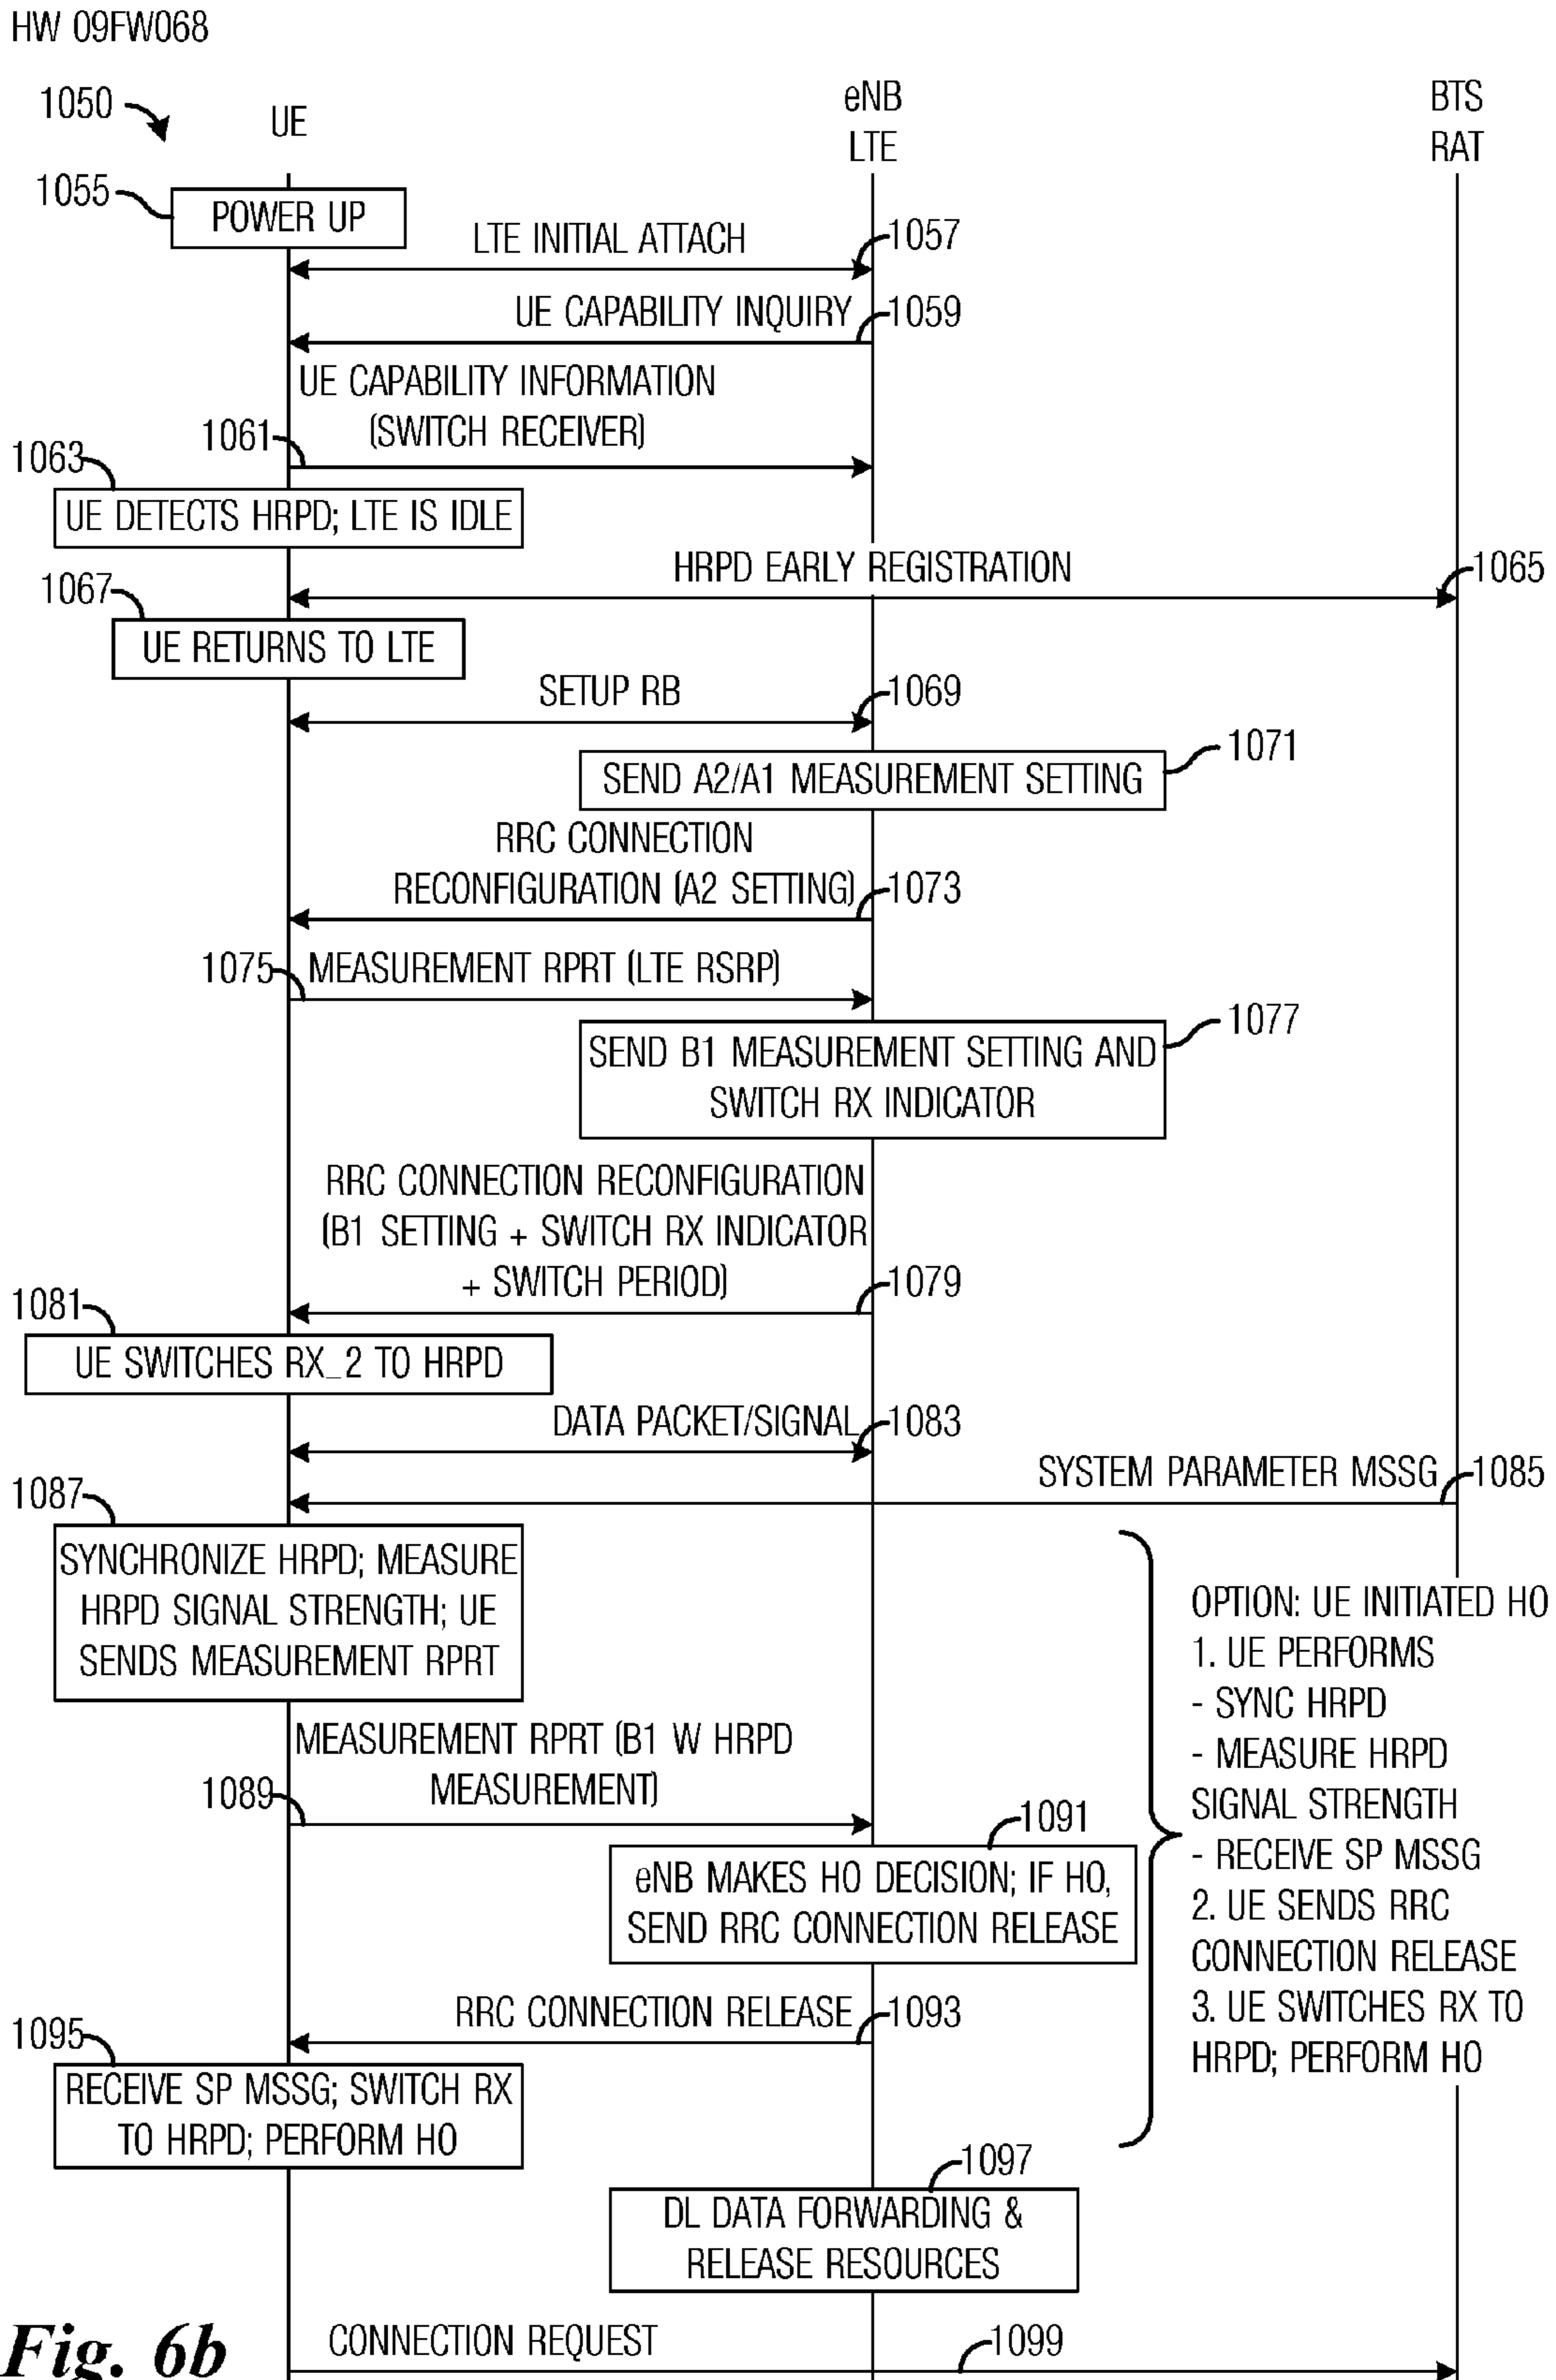 HW 09FW068
1050
UE
eNB
LTE
BTS
RAT
1055
POWER UP
LTE INITIAL ATTACH
1057
UE CAPABILITY INQUIRY
1059
UE CAPABILITY INFORMATION
(SWITCH RECEIVER)
1061
1063
UE DETECTS HRPD; LTE IS IDLE
HRPD EARLY REGISTRATION
1065
1067
UE RETURNS TO LTE
SETUP RB
1069
1071
SEND A2/A1 MEASUREMENT SETTING
RRC CONNECTION
RECONFIGURATION (A2 SETTING)
1073
1075
MEASUREMENT RPRT (LTE RSRP)
1077
SEND B1 MEASUREMENT SETTING AND
SWITCH RX INDICATOR
RRC CONNECTION RECONFIGURATION
(B1 SETTING + SWITCH RX INDICATOR
+ SWITCH PERIOD)
1079
1081
UE SWITCHES RX_2 TO HRPD
DATA PACKET/SIGNAL
1083
SYSTEM PARAMETER MSSG
1085
1087
SYNCHRONIZE HRPD; MEASURE
HRPD SIGNAL STRENGTH; UE
SENDS MEASUREMENT RPRT
MEASUREMENT RPRT (B1 W HRPD
MEASUREMENT)
1089
1091
eNB MAKES HO DECISION; IF HO,
SEND RRC CONNECTION RELEASE
RRC CONNECTION RELEASE
1093
1095
RECEIVE SP MSSG; SWITCH RX
TO HRPD; PERFORM HO
OPTION: UE INITIATED HO
1. UE PERFORMS
- SYNC HRPD
- MEASURE HRPD
SIGNAL STRENGTH
- RECEIVE SP MSSG
2. UE SENDS RRC
CONNECTION RELEASE
3. UE SWITCHES RX TO
HRPD; PERFORM HO
1097
DL DATA FORWARDING &
RELEASE RESOURCES
CONNECTION REQUEST
1099
Fig. 6b